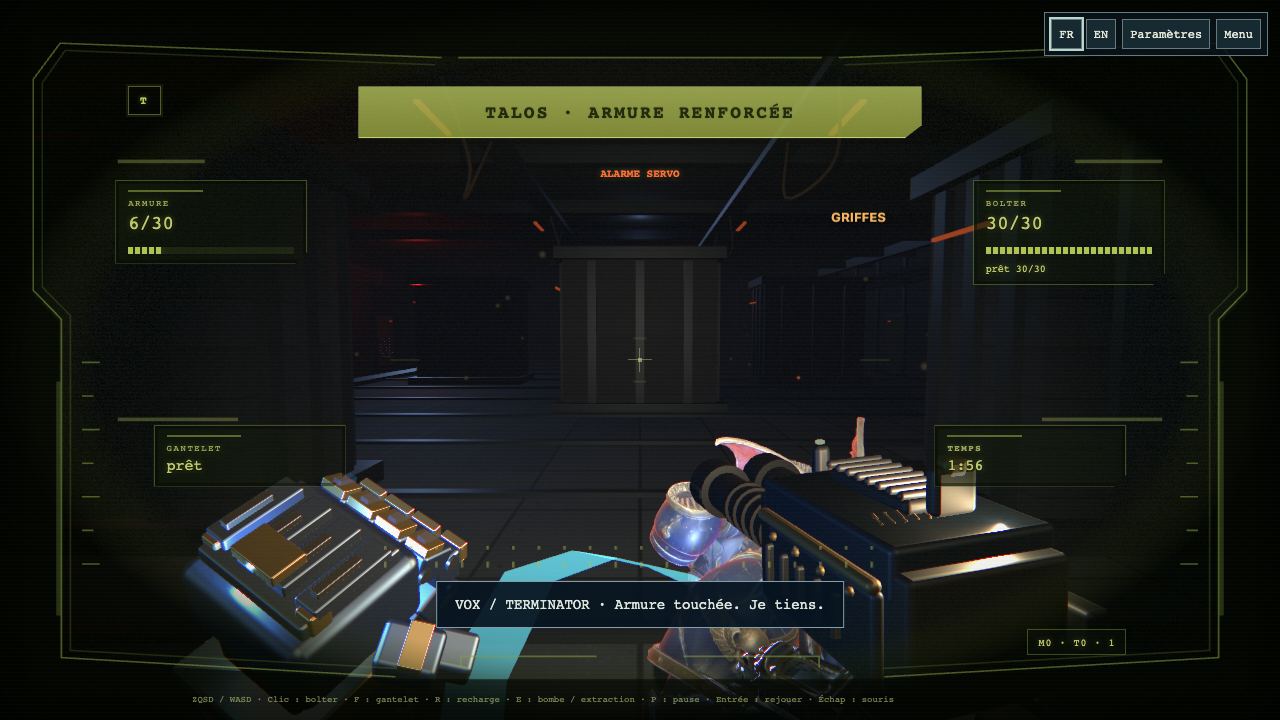 FR EN Paramètres Menu
T
TALOS · ARMURE RENFORCÉE
ALARME SERVO
GRIFFES
ARMURE
6/30
BOLTER
30/30
prêt 30/30
GANTELET
prêt
TEMPS
1:56
VOX / TERMINATOR · Armure touchée. Je tiens.
M0 · T0 · 1
ZQSD / WASD · Clic : bolter · F : gantelet · R : recharge · E : bombe / extraction · P : pause · Entrée : rejouer · Échap : souris